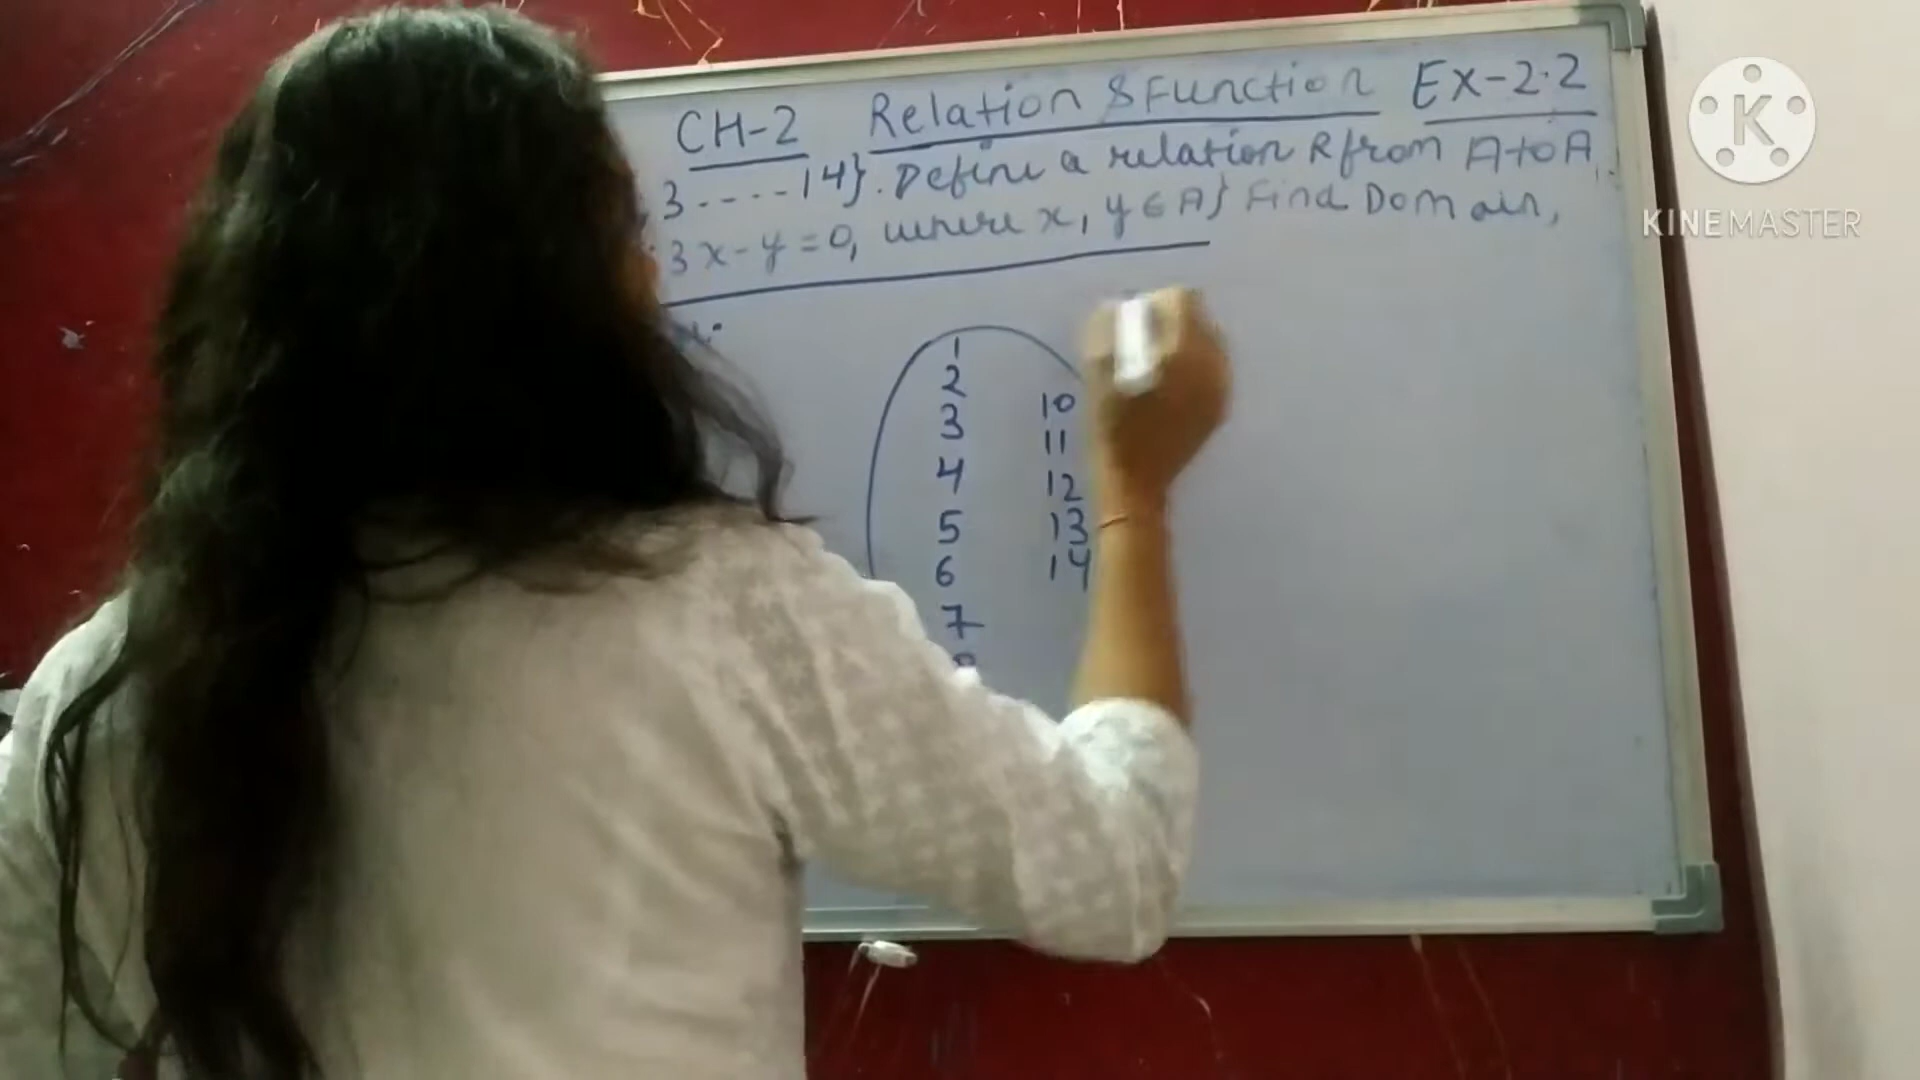 CH-2 Relation & Function Ex-2.2
, 3 ---- 14}. Define a relation R from A to A,
: 3x-y=0, where x, y ∈ A} Find Domain,
1
2
3
4
5
6
7
8
10
11
12
13
14
K
KINEMASTER